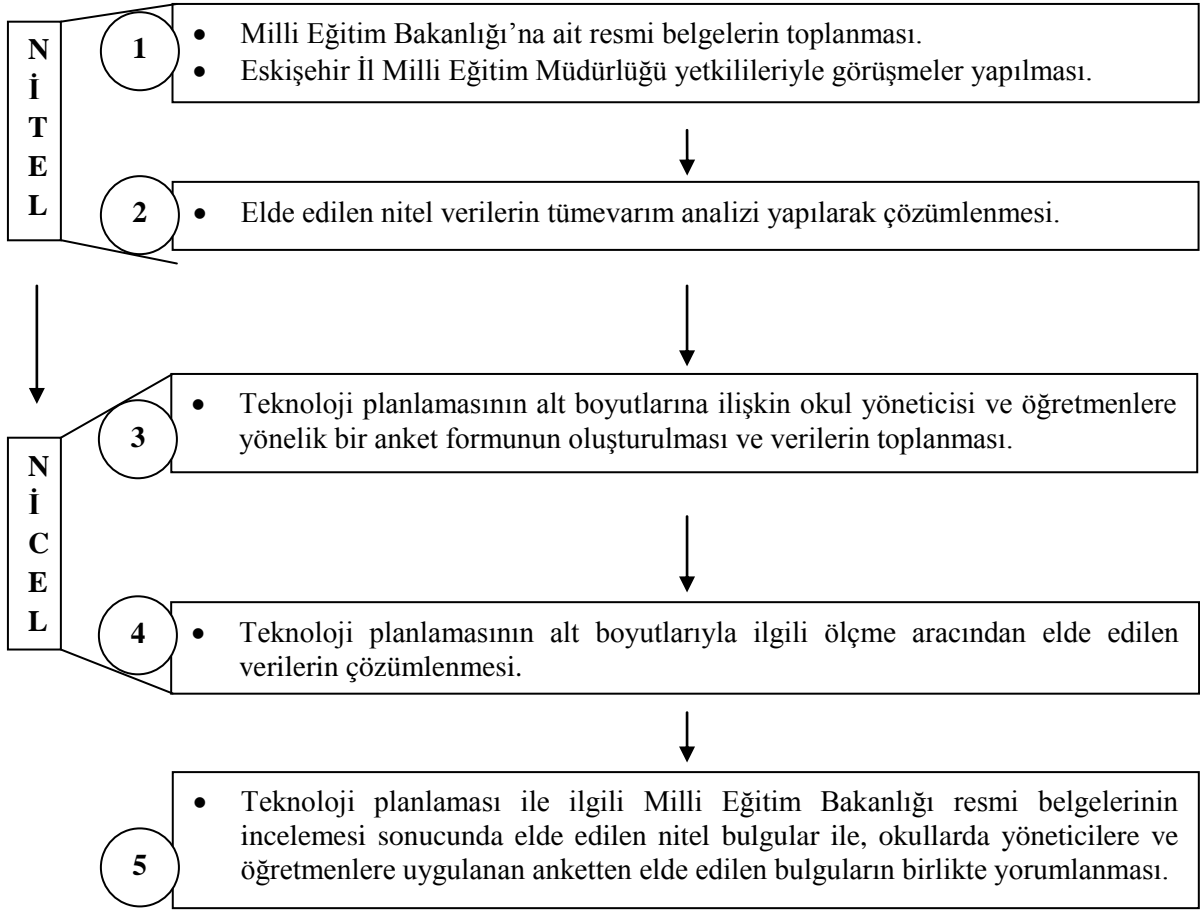 NİTEL
1
• Milli Eğitim Bakanlığı’na ait resmi belgelerin toplanması.
• Eskişehir İl Milli Eğitim Müdürlüğü yetkilileriyle görüşmeler yapılması.
2
• Elde edilen nitel verilerin tümevarım analizi yapılarak çözümlenmesi.
NİCEL
3
• Teknoloji planlamasının alt boyutlarına ilişkin okul yöneticisi ve öğretmenlere
yönelik bir anket formunun oluşturulması ve verilerin toplanması.
4
• Teknoloji planlamasının alt boyutlarıyla ilgili ölçme aracından elde edilen
verilerin çözümlenmesi.
5
• Teknoloji planlaması ile ilgili Milli Eğitim Bakanlığı resmi belgelerinin
incelemesi sonucunda elde edilen nitel bulgular ile, okullarda yöneticilere ve
öğretmenlere uygulanan anketten elde edilen bulguların birlikte yorumlanması.